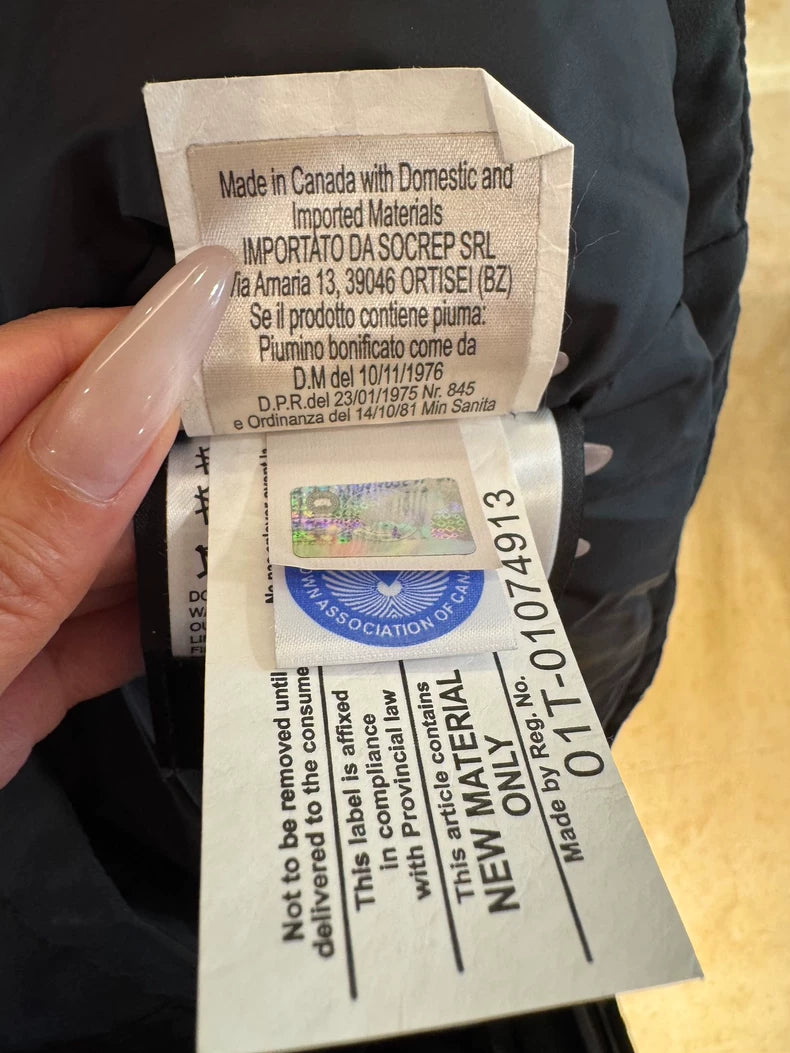 Made in Canada with Domestic and
Imported Materials
IMPORTATO DA SOCREP SRL
Via Arnaria 13, 39046 ORTISEI (BZ)
Se il prodotto contiene piuma:
Piumino bonificato come da
D.M del 10/11/1976
D.P.R.del 23/01/1975 Nr. 845
e Ordinanza del 14/10/81 Min Sanita
ASSOCIATION OF
Not to be removed until
delivered to the consume
This label is affixed
in compliance
with Provincial law
This article contains
NEW MATERIAL
ONLY
Made by Reg. No.
01T-01074913